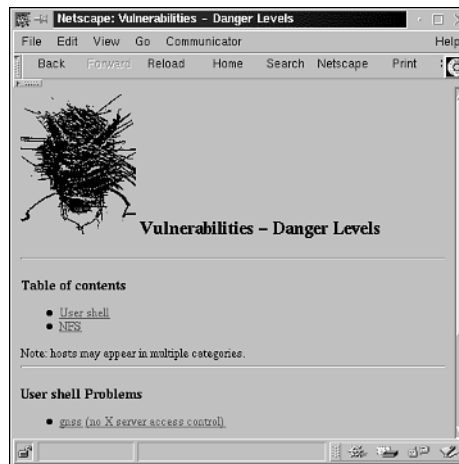 Netscape: Vulnerabilities – Danger Levels
File Edit View Go Communicator Help
Back Forward Reload Home Search Netscape Print
Vulnerabilities – Danger Levels
Table of contents
User shell
NFS
Note: hosts may appear in multiple categories.
User shell Problems
gnss (no X server access control)